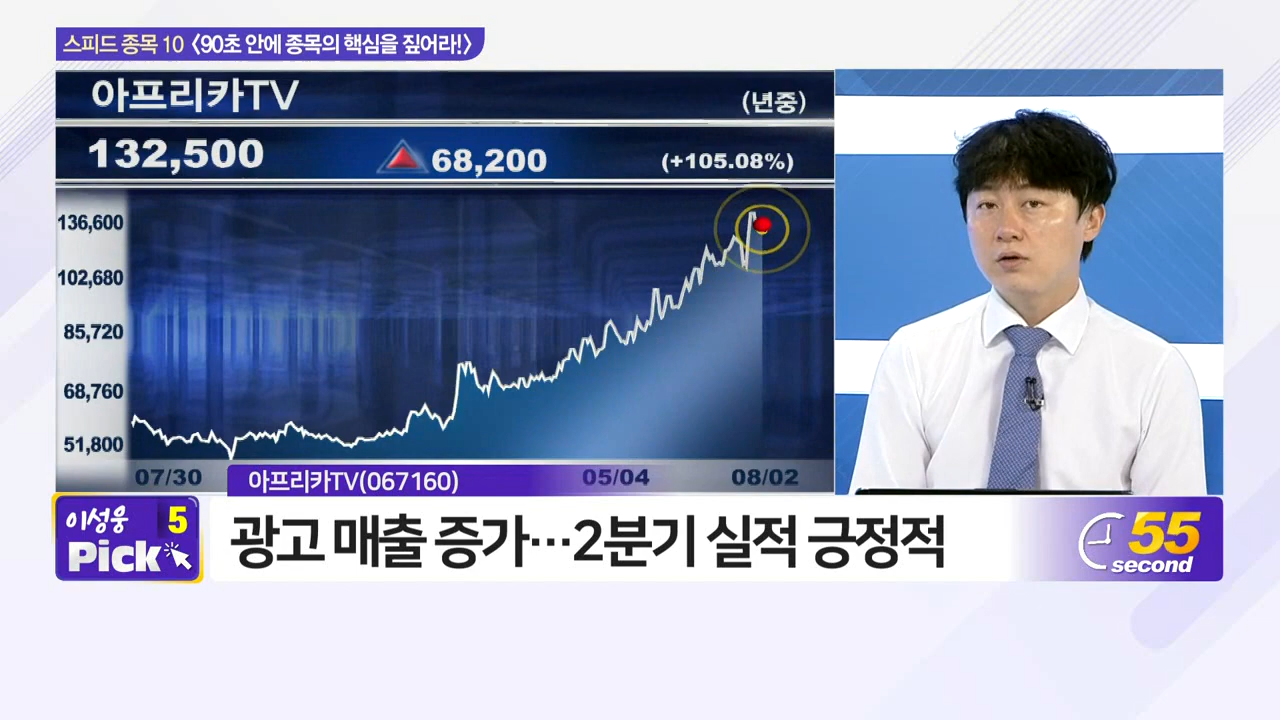 스피드 종목 10 <90초 안에 종목의 핵심을 짚어라!>
아프리카TV
(년중)
132,500
68,200
(+105.08%)
136,600
102,680
85,720
68,760
51,800
07/30
05/04
08/02
아프리카TV(067160)
이성웅
5
Pick
광고 매출 증가…2분기 실적 긍정적
55
second